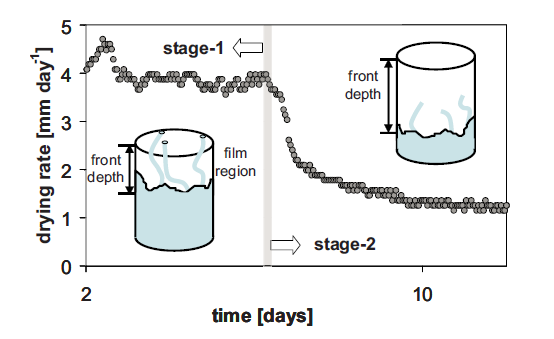 5
4
3
2
1
0
drying rate [mm day-1]
stage-1
front
depth
film
region
front
depth
stage-2
2
10
time [days]